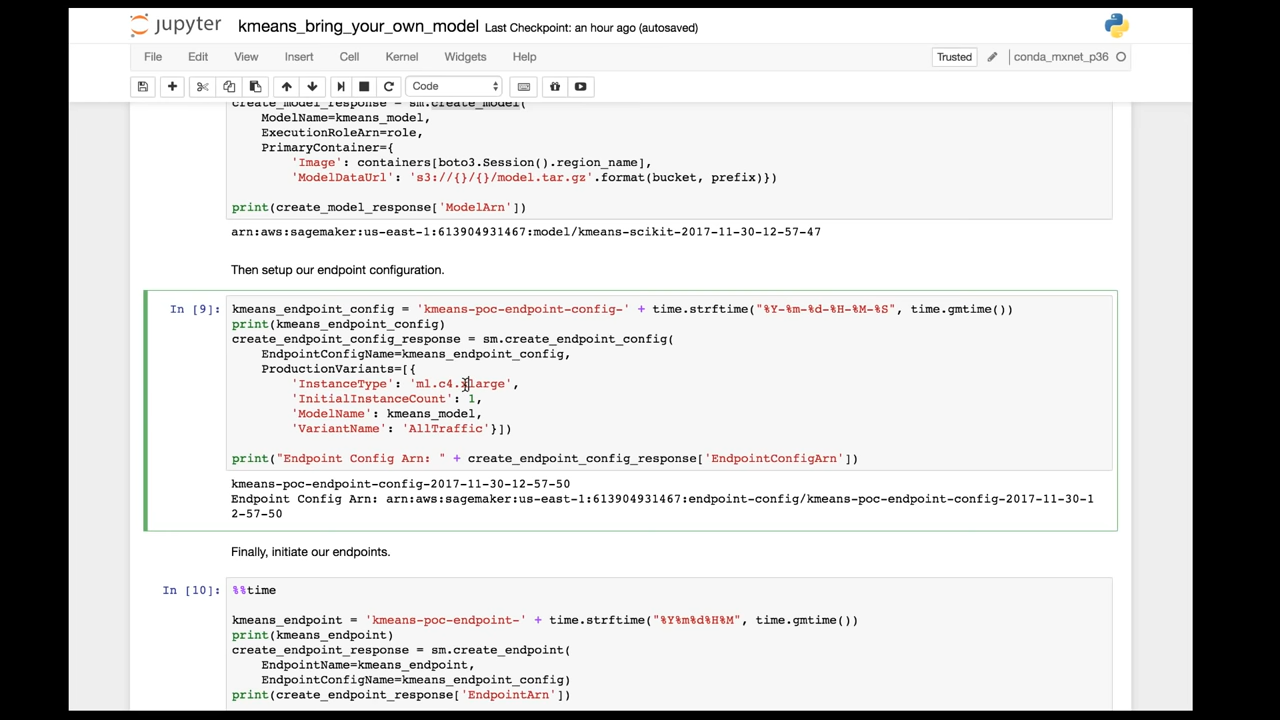 jupyter kmeans_bring_your_own_model Last Checkpoint: an hour ago (autosaved)
File Edit View Insert Cell Kernel Widgets Help Trusted conda_mxnet_p36
Code
create_model_response = sm.create_model(
ModelName=kmeans_model,
ExecutionRoleArn=role,
PrimaryContainer={
'Image': containers[boto3.Session().region_name],
'ModelDataUrl': 's3://{}/{}/model.tar.gz'.format(bucket, prefix)})
print(create_model_response['ModelArn'])
arn:aws:sagemaker:us-east-1:613904931467:model/kmeans-scikit-2017-11-30-12-57-47
Then setup our endpoint configuration.
In [9]: kmeans_endpoint_config = 'kmeans-poc-endpoint-config-' + time.strftime("%Y-%m-%d-%H-%M-%S", time.gmtime())
print(kmeans_endpoint_config)
create_endpoint_config_response = sm.create_endpoint_config(
EndpointConfigName=kmeans_endpoint_config,
ProductionVariants=[{
'InstanceType': 'ml.c4.xlarge',
'InitialInstanceCount': 1,
'ModelName': kmeans_model,
'VariantName': 'AllTraffic'}])
print("Endpoint Config Arn: " + create_endpoint_config_response['EndpointConfigArn'])
kmeans-poc-endpoint-config-2017-11-30-12-57-50
Endpoint Config Arn: arn:aws:sagemaker:us-east-1:613904931467:endpoint-config/kmeans-poc-endpoint-config-2017-11-30-1
2-57-50
Finally, initiate our endpoints.
In [10]: %%time
kmeans_endpoint = 'kmeans-poc-endpoint-' + time.strftime("%Y%m%d%H%M", time.gmtime())
print(kmeans_endpoint)
create_endpoint_response = sm.create_endpoint(
EndpointName=kmeans_endpoint,
EndpointConfigName=kmeans_endpoint_config)
print(create_endpoint_response['EndpointArn'])